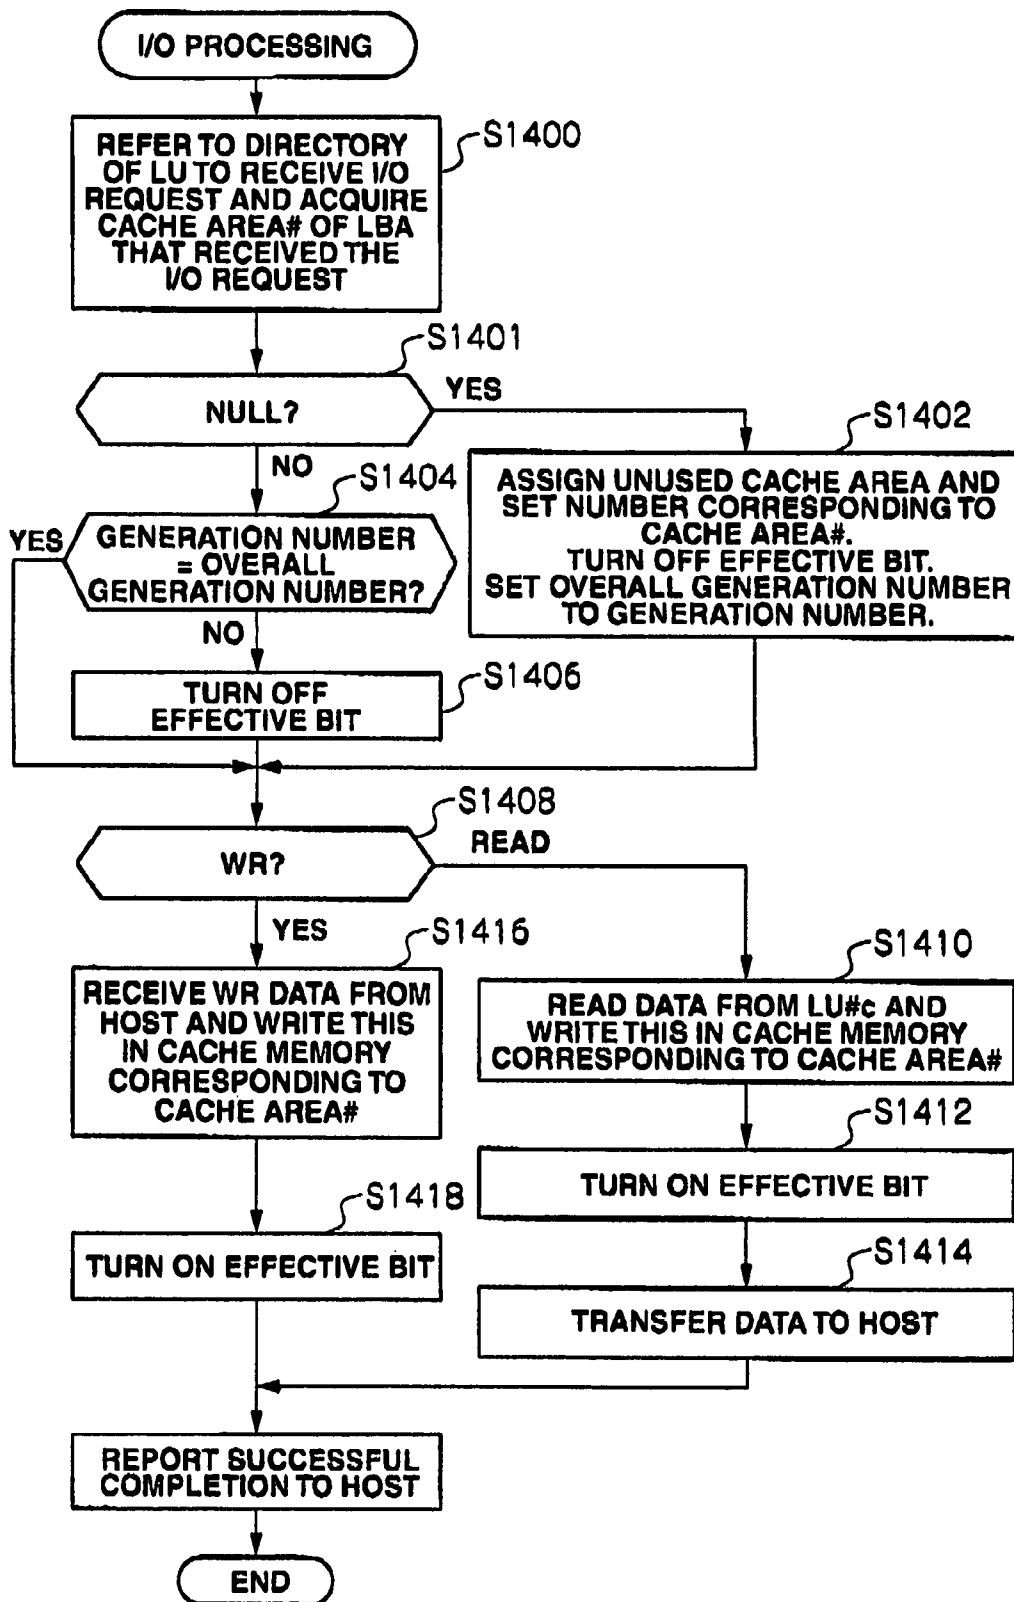 I/O PROCESSING
S1400
REFER TO DIRECTORY
OF LU TO RECEIVE I/O
REQUEST AND ACQUIRE
CACHE AREA# OF LBA
THAT RECEIVED THE
I/O REQUEST
S1401
NULL?
YES
NO
S1402
ASSIGN UNUSED CACHE AREA AND
SET NUMBER CORRESPONDING TO
CACHE AREA#.
TURN OFF EFFECTIVE BIT.
SET OVERALL GENERATION NUMBER
TO GENERATION NUMBER.
S1404
YES
GENERATION NUMBER
= OVERALL
GENERATION NUMBER?
NO
S1406
TURN OFF
EFFECTIVE BIT
S1408
WR?
READ
YES
S1416
RECEIVE WR DATA FROM
HOST AND WRITE THIS
IN CACHE MEMORY
CORRESPONDING TO
CACHE AREA#
S1410
READ DATA FROM LU#c AND
WRITE THIS IN CACHE MEMORY
CORRESPONDING TO CACHE AREA#
S1412
TURN ON EFFECTIVE BIT
S1418
TURN ON EFFECTIVE BIT
S1414
TRANSFER DATA TO HOST
REPORT SUCCESSFUL
COMPLETION TO HOST
END